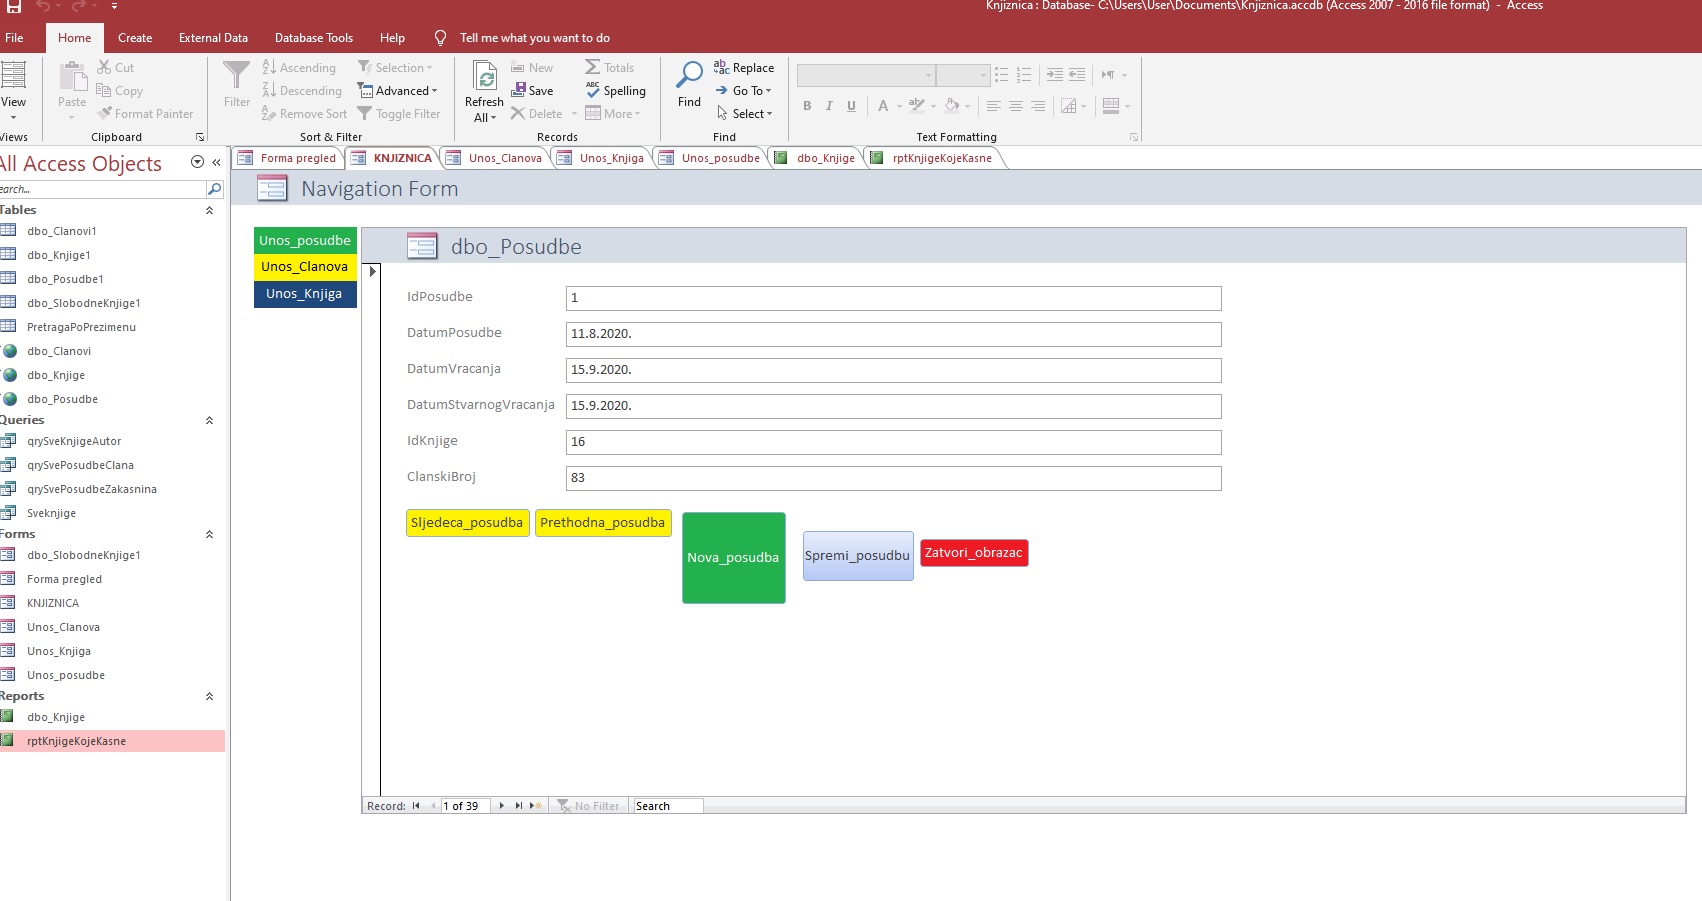 Knjiznica : Database- C:\Users\User\Documents\Knjiznica.accdb (Access 2007 - 2016 file format) - Access
File Home Create External Data Database Tools Help Tell me what you want to do
View
Views
Paste
Cut
Copy
Format Painter
Clipboard
Filter
Ascending
Descending
Remove Sort
Selection
Advanced
Toggle Filter
Sort & Filter
Refresh
All
New
Save
Delete
Totals
Spelling
More
Records
Find
Replace
Go To
Select
Find
B I U A
Text Formatting
All Access Objects
earch...
Forma pregled KNJIZNICA Unos_Clanova Unos_Knjiga Unos_posudbe dbo_Knjige rptKnjigeKojeKasne
Tables
dbo_Clanovi1
dbo_Knjige1
dbo_Posudbe1
dbo_SlobodneKnjige1
PretragaPoPrezimenu
dbo_Clanovi
dbo_Knjige
dbo_Posudbe
Queries
qrySveKnjigeAutor
qrySvePosudbeClana
qrySvePosudbeZakasnina
Sveknjige
Forms
dbo_SlobodneKnjige1
Forma pregled
KNJIZNICA
Unos_Clanova
Unos_Knjiga
Unos_posudbe
Reports
dbo_Knjige
rptKnjigeKojeKasne
Navigation Form
Unos_posudbe
Unos_Clanova
Unos_Knjiga
dbo_Posudbe
IdPosudbe 1
DatumPosudbe 11.8.2020.
DatumVracanja 15.9.2020.
DatumStvarnogVracanja 15.9.2020.
IdKnjige 16
ClanskiBroj 83
Sljedeca_posudba Prethodna_posudba Nova_posudba Spremi_posudbu Zatvori_obrazac
Record: 1 of 39 No Filter Search